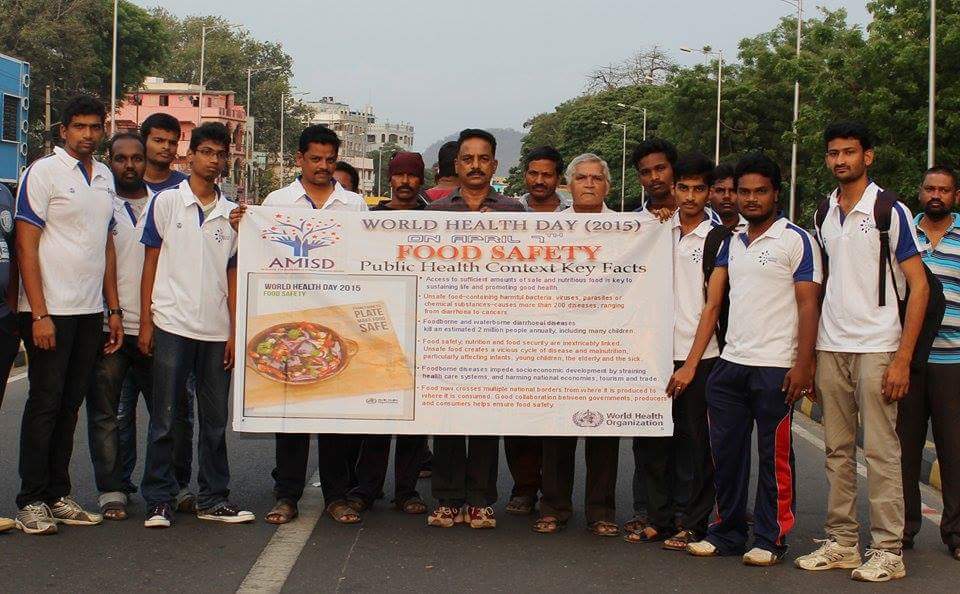 WORLD HEALTH DAY (2015)
ON APRIL 7TH
FOOD SAFETY
Public Health Context Key Facts
AMISD
WORLD HEALTH DAY 2015
FOOD SAFETY
PLATE
MAKE FOOD
SAFE
• Access to sufficient amounts of safe and nutritious food is key to
sustaining life and promoting good health
• Unsafe food-containing harmful bacteria, viruses, parasites or
chemical substances-causes more than 200 diseases, ranging
from diarrhoea to cancers
• Foodborne and waterborne diarrhoeal diseases
kill an estimated 2 million people annually, including many children
• Food safety, nutrition and food security are inextricably linked.
Unsafe food creates a vicious cycle of disease and malnutrition,
particularly affecting infants, young children, the elderly and the sick.
• Foodborne diseases impede socioeconomic development by straining
health care systems, and harming national economies, tourism and trade.
• Food now crosses multiple national borders from where it is produced to
where it is consumed. Good collaboration between governments, producers
and consumers helps ensure food safety
World Health
Organization